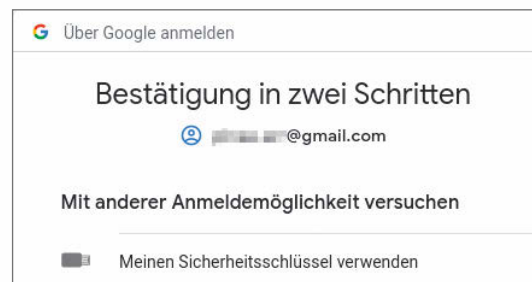 Über Google anmelden
Bestätigung in zwei Schritten
@gmail.com
Mit anderer Anmeldemöglichkeit versuchen
Meinen Sicherheitsschlüssel verwenden